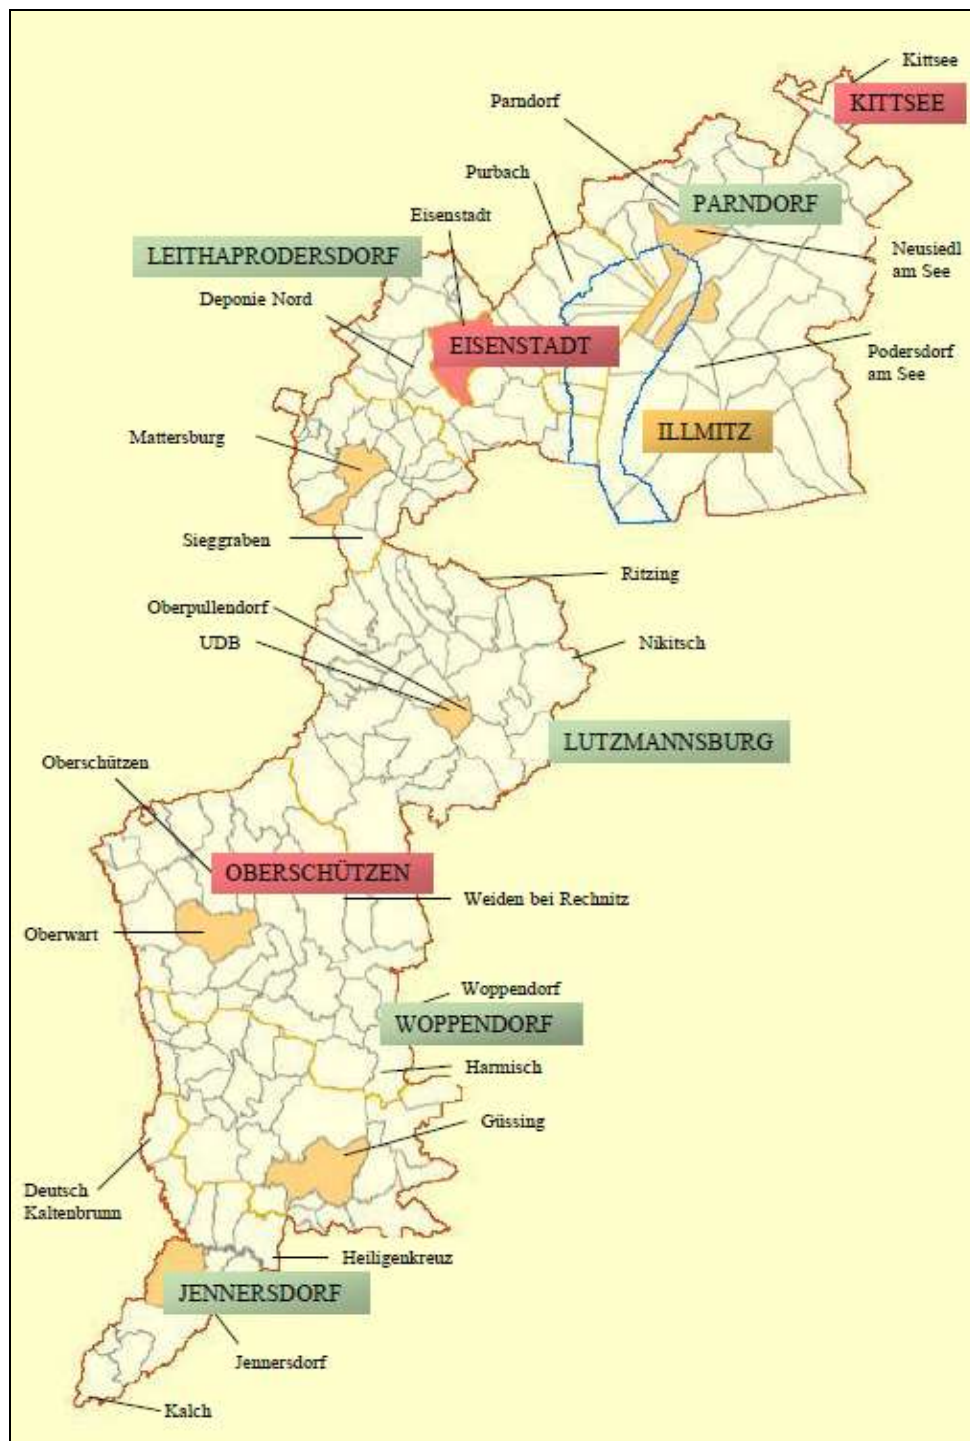 Kittsee
KITTSEE
Parndorf
Purbach
PARNDORF
Eisenstadt
LEITHAPRODERSDORF
Neusiedl
am See
Deponie Nord
EISENSTADT
Podersdorf
am See
ILLMITZ
Mattersburg
Sieggraben
Ritzing
Oberpullendorf
UDB
Nikitsch
LUTZMANNSBURG
Oberschützen
OBERSCHÜTZEN
Weiden bei Rechnitz
Oberwart
Woppendorf
WOPPENDORF
Harmisch
Güssing
Deutsch
Kaltenbrunn
Heiligenkreuz
JENNERSDORF
Jennersdorf
Kalch